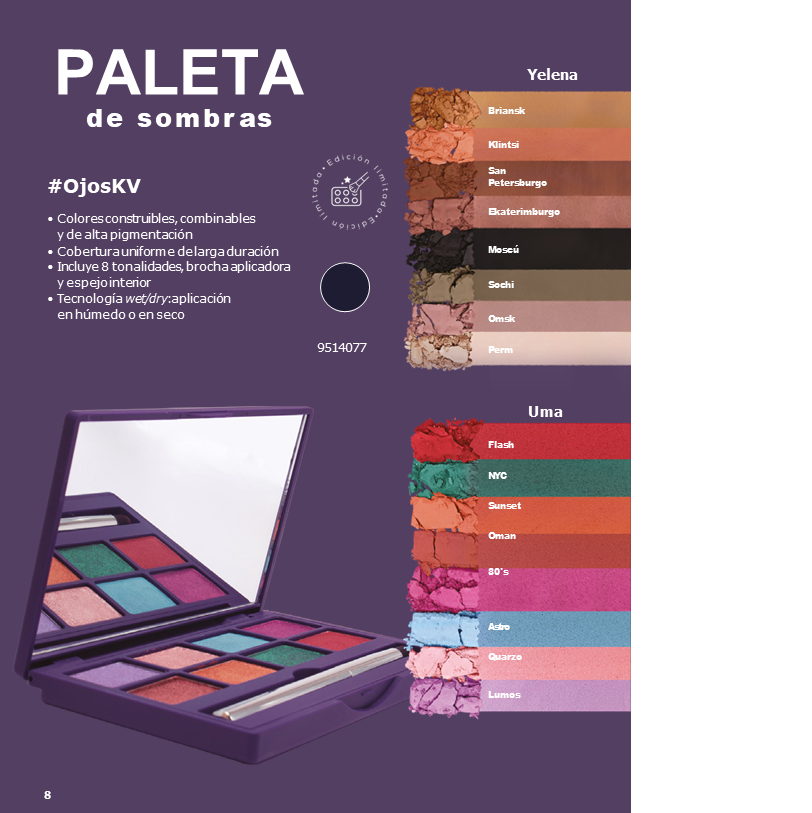 PALETA
de sombras
#OjosKV
• Colores construibles, combinables
y de alta pigmentación
• Cobertura uniforme de larga duración
• Incluye 8 tonalidades, brocha aplicadora
y espejo interior
• Tecnología wet/dry: aplicación
en húmedo o en seco
• Edición limitada • Edición limitada
9514077
Yelena
Briansk
Klintsi
San
Petersburgo
Ekaterimburgo
Moscú
Sochi
Omsk
Perm
Uma
Flash
NYC
Sunset
Oman
80's
Astro
Quarzo
Lumos
8